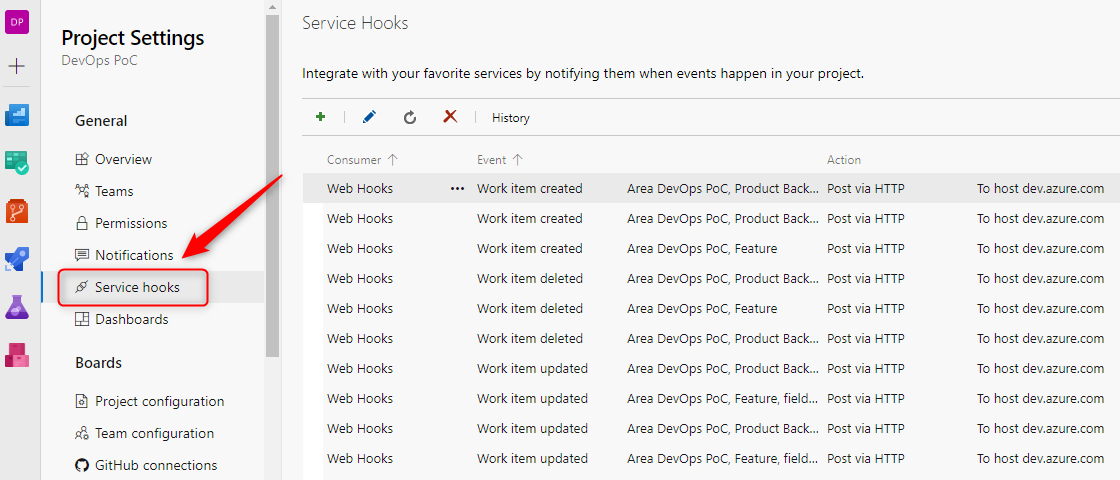 DP
Project Settings
DevOps PoC
General
Overview
Teams
Permissions
Notifications
Service hooks
Dashboards
Boards
Project configuration
Team configuration
GitHub connections
Service Hooks
Integrate with your favorite services by notifying them when events happen in your project.
History
Consumer Event Action
Web Hooks ... Work item created Area DevOps PoC, Product Back... Post via HTTP To host dev.azure.com
Web Hooks Work item created Area DevOps PoC, Product Back... Post via HTTP To host dev.azure.com
Web Hooks Work item created Area DevOps PoC, Feature Post via HTTP To host dev.azure.com
Web Hooks Work item deleted Area DevOps PoC, Product Back... Post via HTTP To host dev.azure.com
Web Hooks Work item deleted Area DevOps PoC, Feature Post via HTTP To host dev.azure.com
Web Hooks Work item deleted Area DevOps PoC, Product Back... Post via HTTP To host dev.azure.com
Web Hooks Work item updated Area DevOps PoC, Product Back... Post via HTTP To host dev.azure.com
Web Hooks Work item updated Area DevOps PoC, Feature, field... Post via HTTP To host dev.azure.com
Web Hooks Work item updated Area DevOps PoC, Product Back... Post via HTTP To host dev.azure.com
Web Hooks Work item updated Area DevOps PoC, Feature, field... Post via HTTP To host dev.azure.com